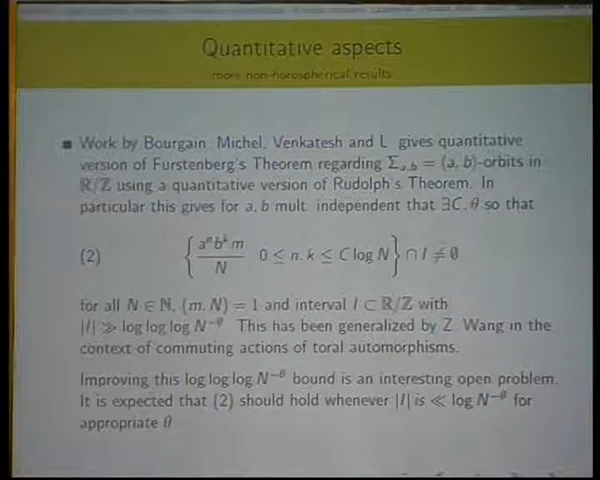 Quantitative aspects
more non-horospherical results
■ Work by Bourgain, Michel, Venkatesh and L. gives quantitative
version of Furstenberg's Theorem regarding Σₐ,ᵦ = (a, b)-orbits in
ℝ/ℤ using a quantitative version of Rudolph's Theorem. In
particular this gives for a, b mult. independent that ∃C, θ so that
(2) { aⁿbᵏm / N 0 ≤ n, k ≤ C log N } ∩ I ≠ ∅
for all N ∈ ℕ, (m, N) = 1 and interval I ⊂ ℝ/ℤ with
|I| ≫ log log log N^{-θ} This has been generalized by Z. Wang in the
context of commuting actions of toral automorphisms.
Improving this log log log N^{-θ} bound is an interesting open problem.
It is expected that (2) should hold whenever |I| is ≪ log N^{-θ} for
appropriate θ